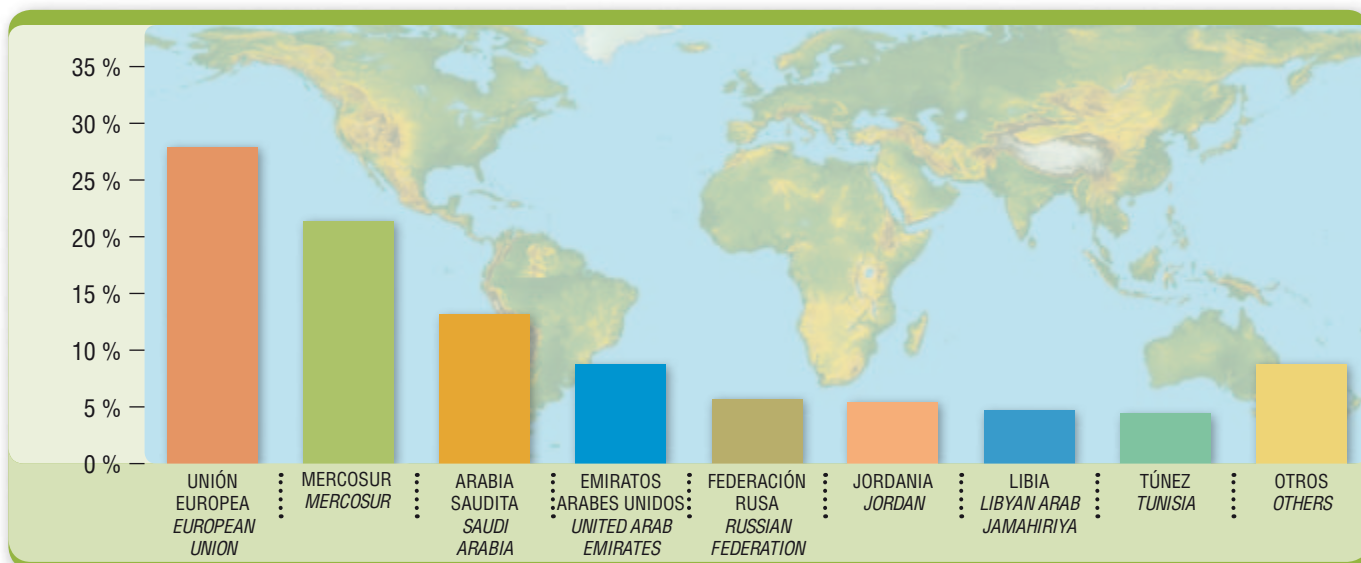 35 %
30 %
25 %
20 %
15 %
10 %
5 %
0 %
UNIÓN
EUROPEA
EUROPEAN
UNION
MERCOSUR
MERCOSUR
ARABIA
SAUDITA
SAUDI
ARABIA
EMIRATOS
ARABES UNIDOS
UNITED ARAB
EMIRATES
FEDERACIÓN
RUSA
RUSSIAN
FEDERATION
JORDANIA
JORDAN
LIBIA
LIBYAN ARAB
JAMAHIRIYA
TÚNEZ
TUNISIA
OTROS
OTHERS